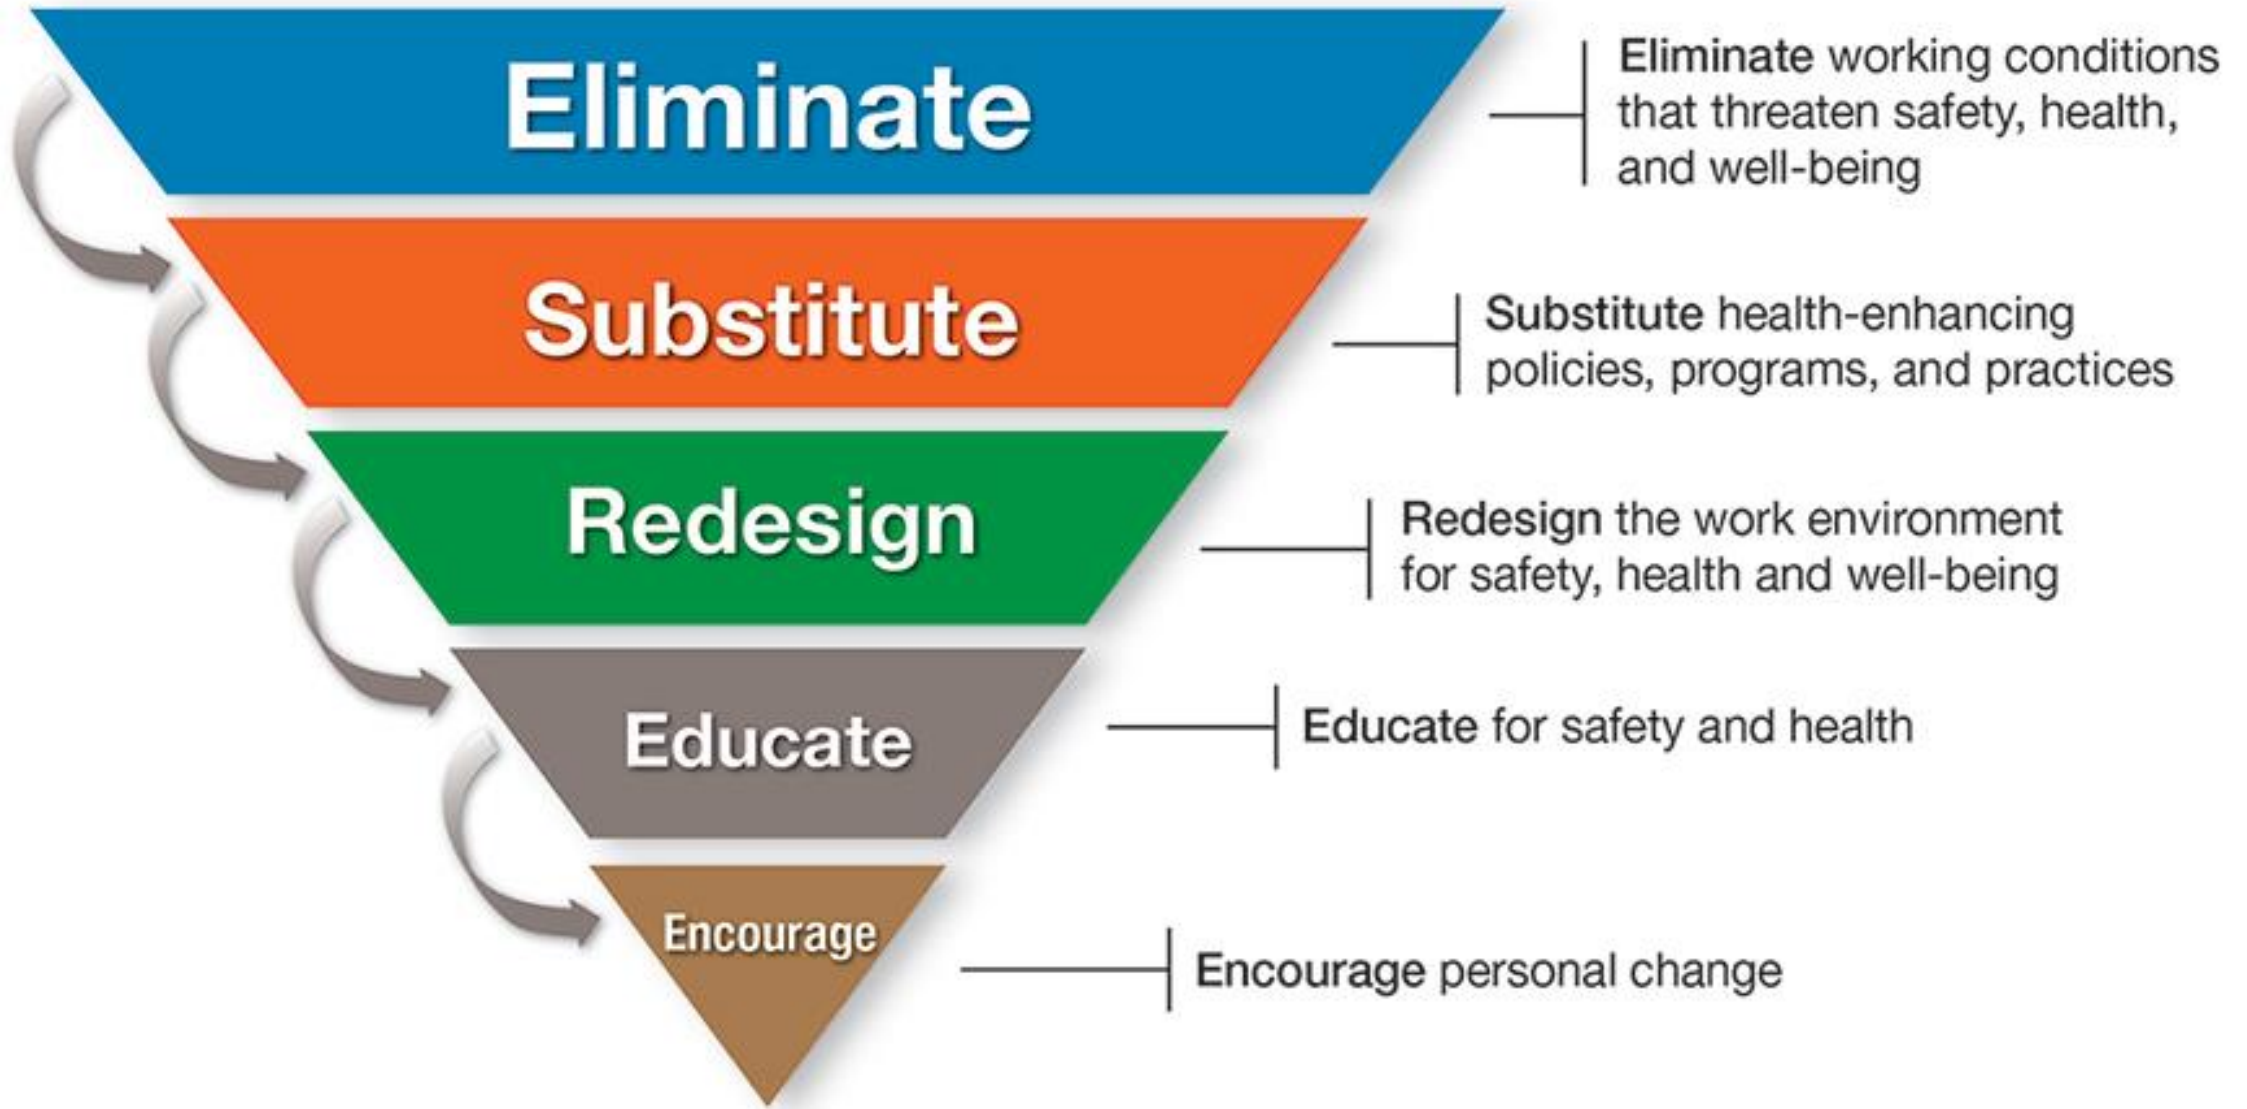 Eliminate
Eliminate working conditions
that threaten safety, health,
and well-being
Substitute
Substitute health-enhancing
policies, programs, and practices
Redesign
Redesign the work environment
for safety, health and well-being
Educate
Educate for safety and health
Encourage
Encourage personal change